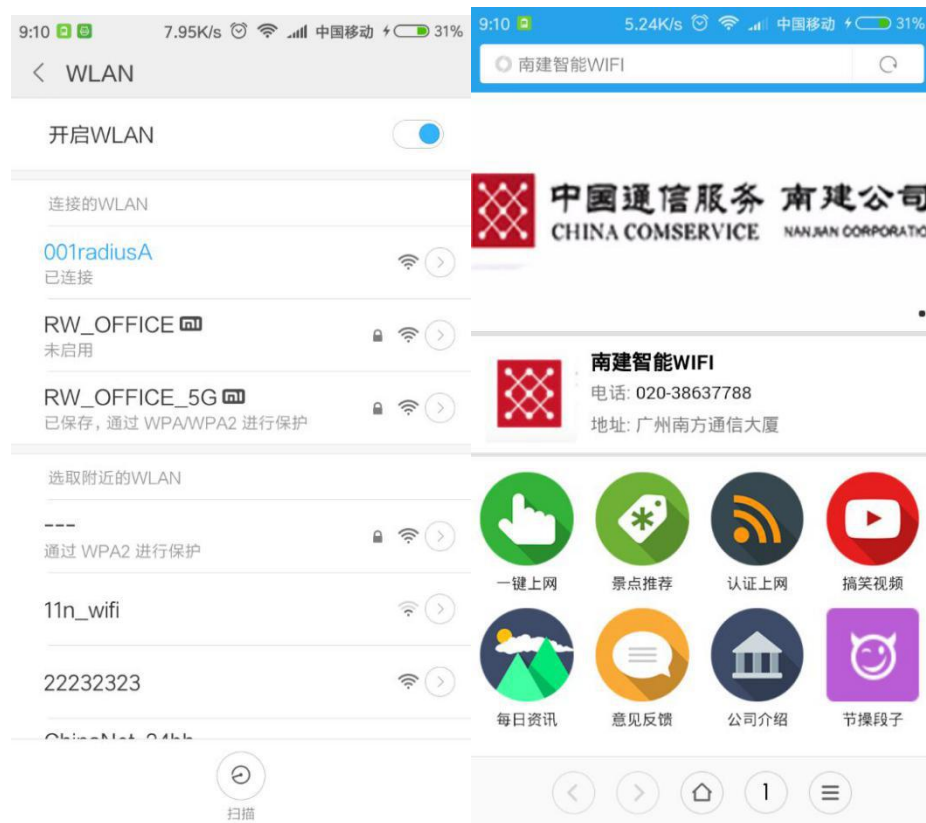 9:10 7.95K/s 中国移动 31%
WLAN
开启WLAN
连接的WLAN
001radiusA
已连接
RW_OFFICE
未启用
RW_OFFICE_5G
已保存，通过 WPA/WPA2 进行保护
选取附近的WLAN
---
通过 WPA2 进行保护
11n_wifi
22232323
扫描
9:10 5.24K/s 中国移动 31%
南建智能WIFI
中国通信服务 南建公司
CHINA COMSERVICE NANJIAN CORPORATIO
南建智能WIFI
电话: 020-38637788
地址: 广州南方通信大厦
一键上网 景点推荐 认证上网 搞笑视频
每日资讯 意见反馈 公司介绍 节操段子
1